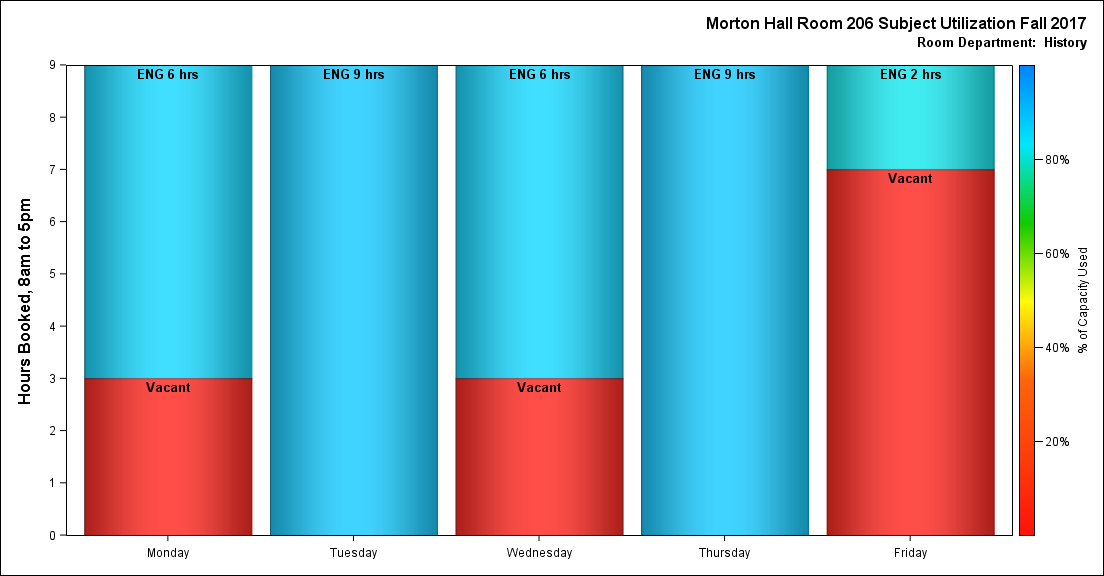 Morton Hall Room 206 Subject Utilization Fall 2017
Room Department:  History
Hours Booked, 8am to 5pm
9
8
7
6
5
4
3
2
1
0
ENG 6 hrs
ENG 9 hrs
ENG 6 hrs
ENG 9 hrs
ENG 2 hrs
Vacant
Vacant
Vacant
Monday
Tuesday
Wednesday
Thursday
Friday
80%
60%
40%
20%
% of Capacity Used